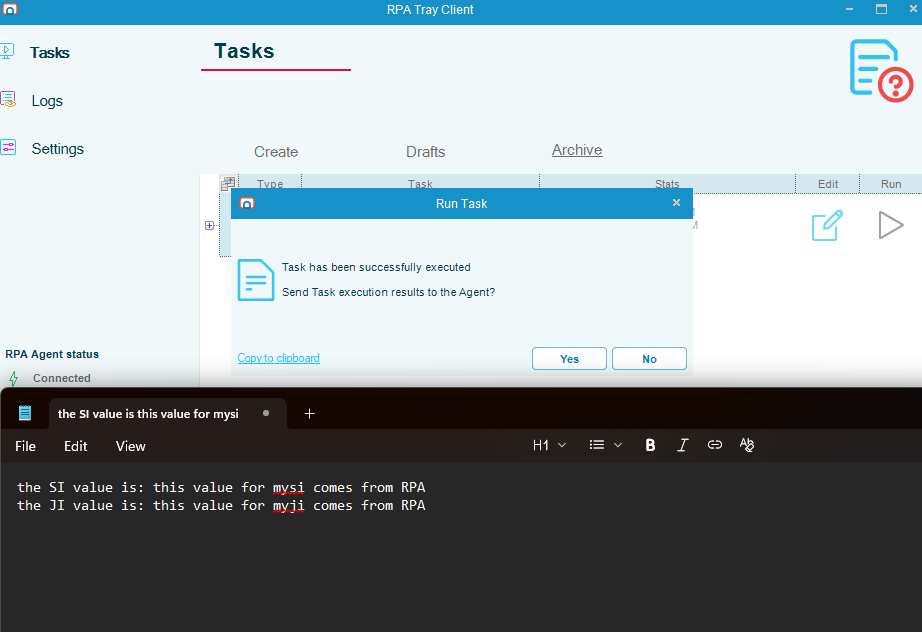 RPA Tray Client
Tasks
Logs
Settings
Tasks
Create Drafts Archive
Type Task Stats Edit Run
Run Task
Task has been successfully executed
Send Task execution results to the Agent?
Copy to clipboard Yes No
RPA Agent status
Connected
the SI value is this value for mysi
File Edit View H1 B I
the SI value is: this value for mysi comes from RPA
the JI value is: this value for myji comes from RPA